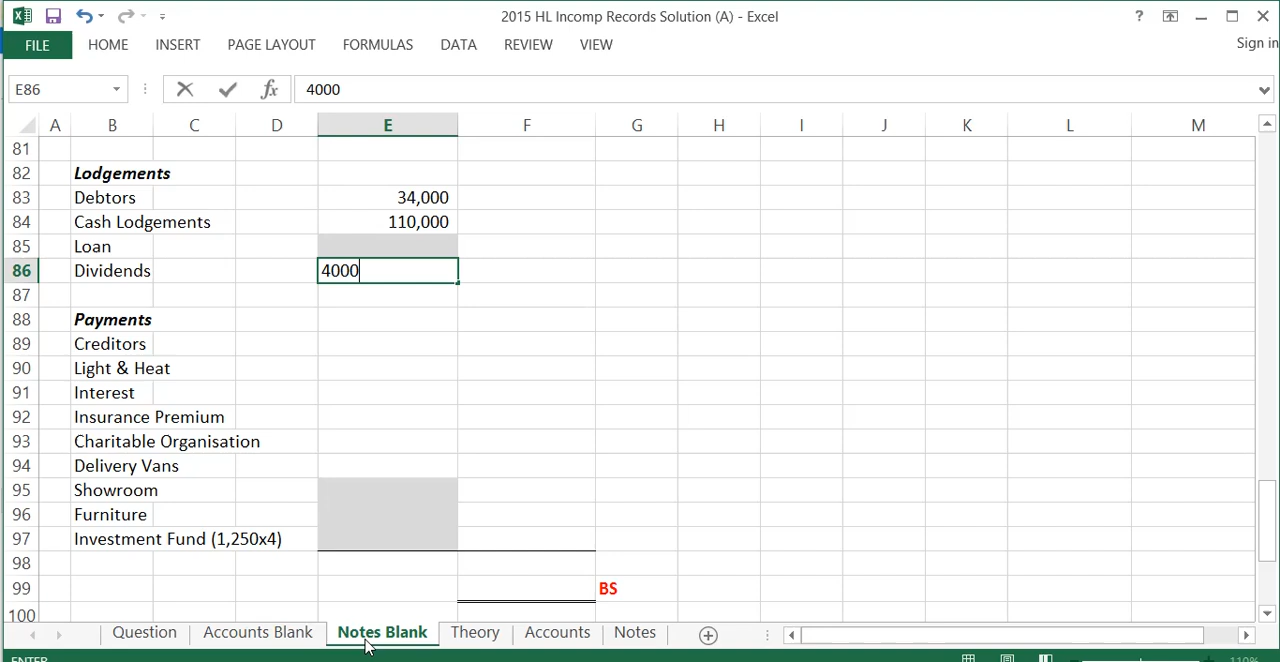 2015 HL Incomp Records Solution (A) - Excel
?
FILE HOME INSERT PAGE LAYOUT FORMULAS DATA REVIEW VIEW
Sign in
E86 fx 4000
A B C D E F G H I J K L M
81
82 Lodgements
83 Debtors 34,000
84 Cash Lodgements 110,000
85 Loan
86 Dividends 4000
87
88 Payments
89 Creditors
90 Light & Heat
91 Interest
92 Insurance Premium
93 Charitable Organisation
94 Delivery Vans
95 Showroom
96 Furniture
97 Investment Fund (1,250x4)
98
99 BS
100
Question Accounts Blank Notes Blank Theory Accounts Notes
ENTER 110%